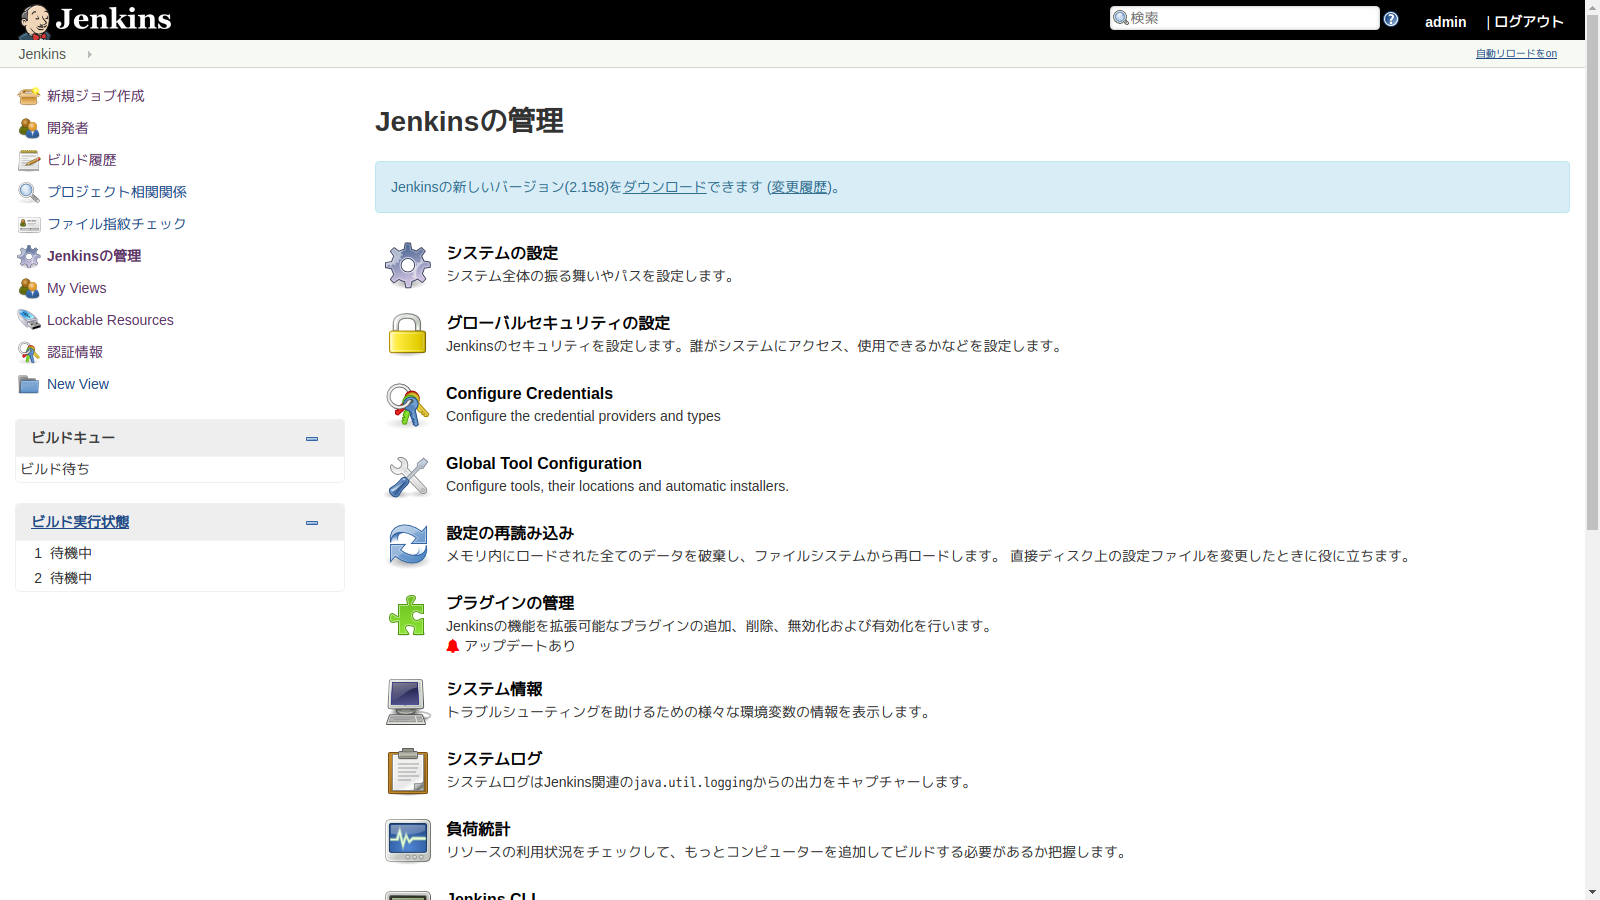 Jenkins
検索
admin
| ログアウト
Jenkins
自動リロードをon
新規ジョブ作成
開発者
ビルド履歴
プロジェクト相関関係
ファイル指紋チェック
Jenkinsの管理
My Views
Lockable Resources
認証情報
New View
ビルドキュー
ビルド待ち
ビルド実行状態
1 待機中
2 待機中
Jenkinsの管理
Jenkinsの新しいバージョン(2.158)をダウンロードできます (変更履歴)。
システムの設定
システム全体の振る舞いやパスを設定します。
グローバルセキュリティの設定
Jenkinsのセキュリティを設定します。誰がシステムにアクセス、使用できるかなどを設定します。
Configure Credentials
Configure the credential providers and types
Global Tool Configuration
Configure tools, their locations and automatic installers.
設定の再読み込み
メモリ内にロードされた全てのデータを破棄し、ファイルシステムから再ロードします。 直接ディスク上の設定ファイルを変更したときに役に立ちます。
プラグインの管理
Jenkinsの機能を拡張可能なプラグインの追加、削除、無効化および有効化を行います。
アップデートあり
システム情報
トラブルシューティングを助けるための様々な環境変数の情報を表示します。
システムログ
システムログはJenkins関連のjava.util.loggingからの出力をキャプチャーします。
負荷統計
リソースの利用状況をチェックして、もっとコンピューターを追加してビルドする必要があるか把握します。
Jenkins CLI